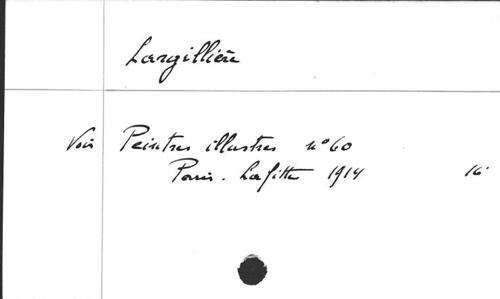 Largillière
Voir Peintres illustres n° 60
Paris. Lafitte 1914 16°